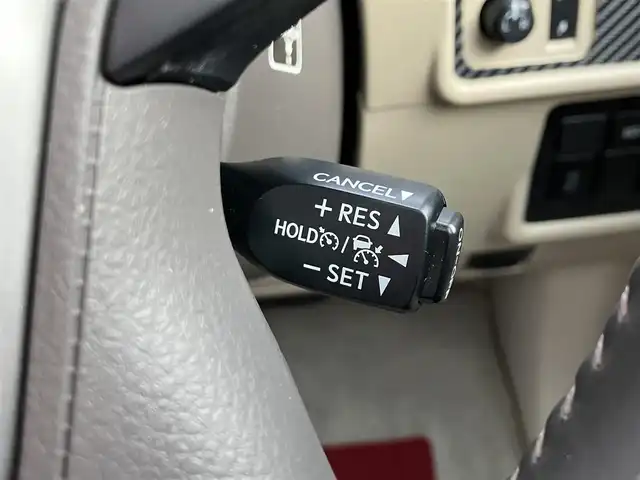 CANCEL▼
+ RES ▲
HOLD / ◀
− SET ▼